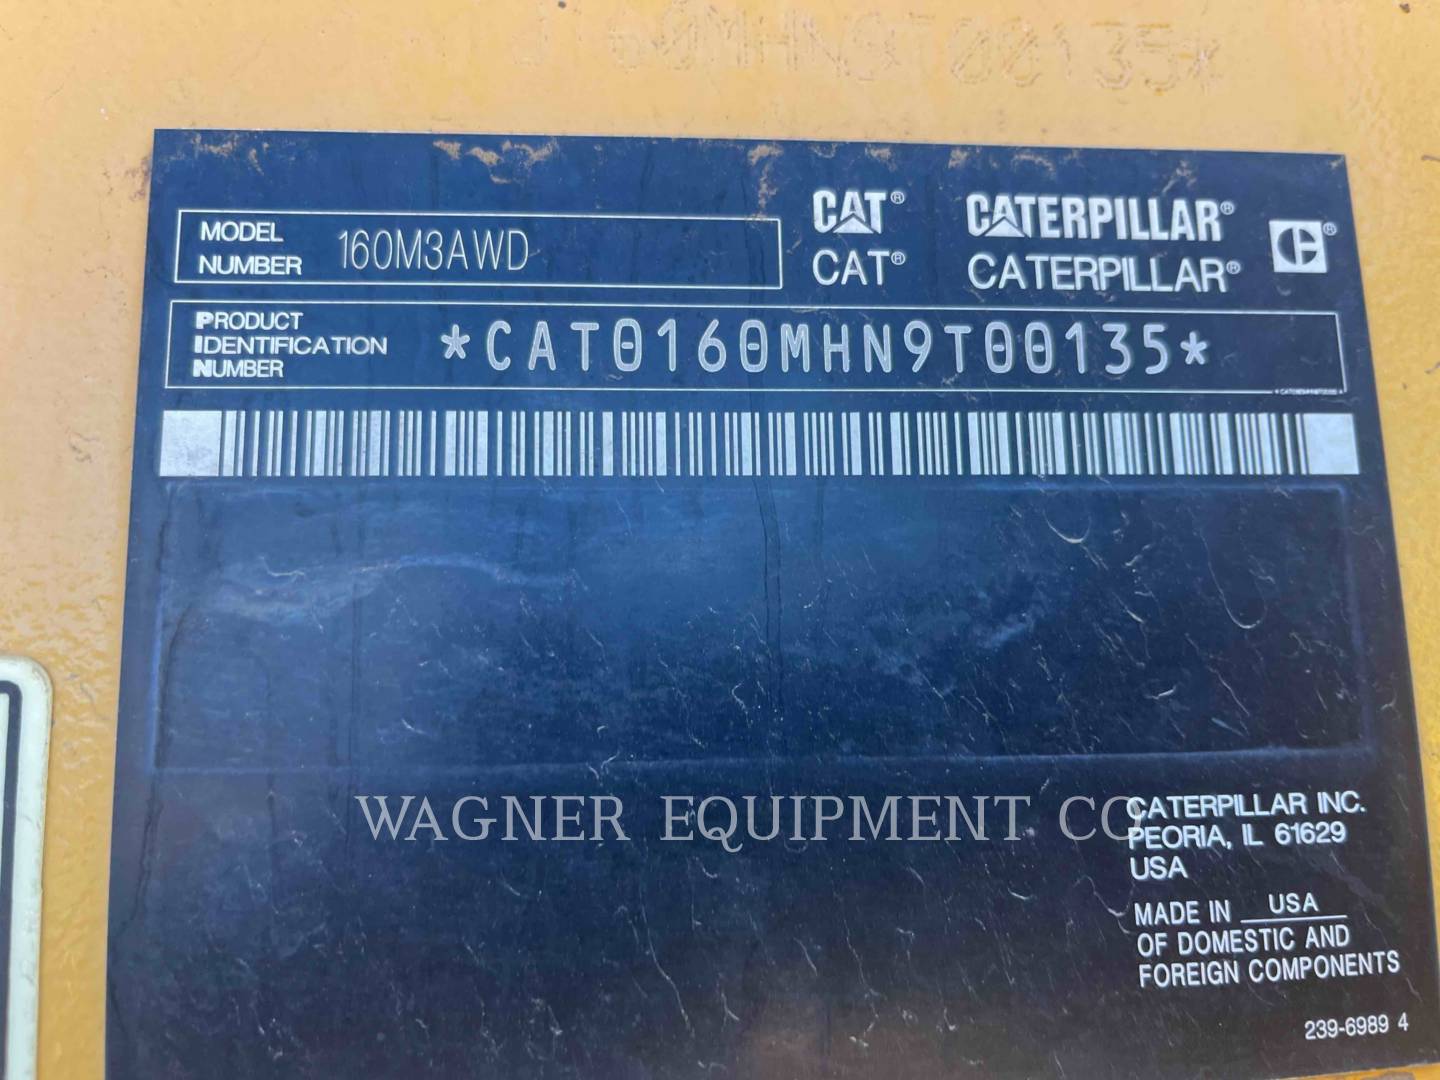 160MHN9T00135*
MODEL NUMBER 160M3AWD
CAT® CATERPILLAR®
CAT® CATERPILLAR®
PRODUCT IDENTIFICATION NUMBER *CAT0160MHN9T00135*
WAGNER EQUIPMENT CO
CATERPILLAR INC.
PEORIA, IL 61629
USA
MADE IN USA
OF DOMESTIC AND
FOREIGN COMPONENTS
239-6989 4